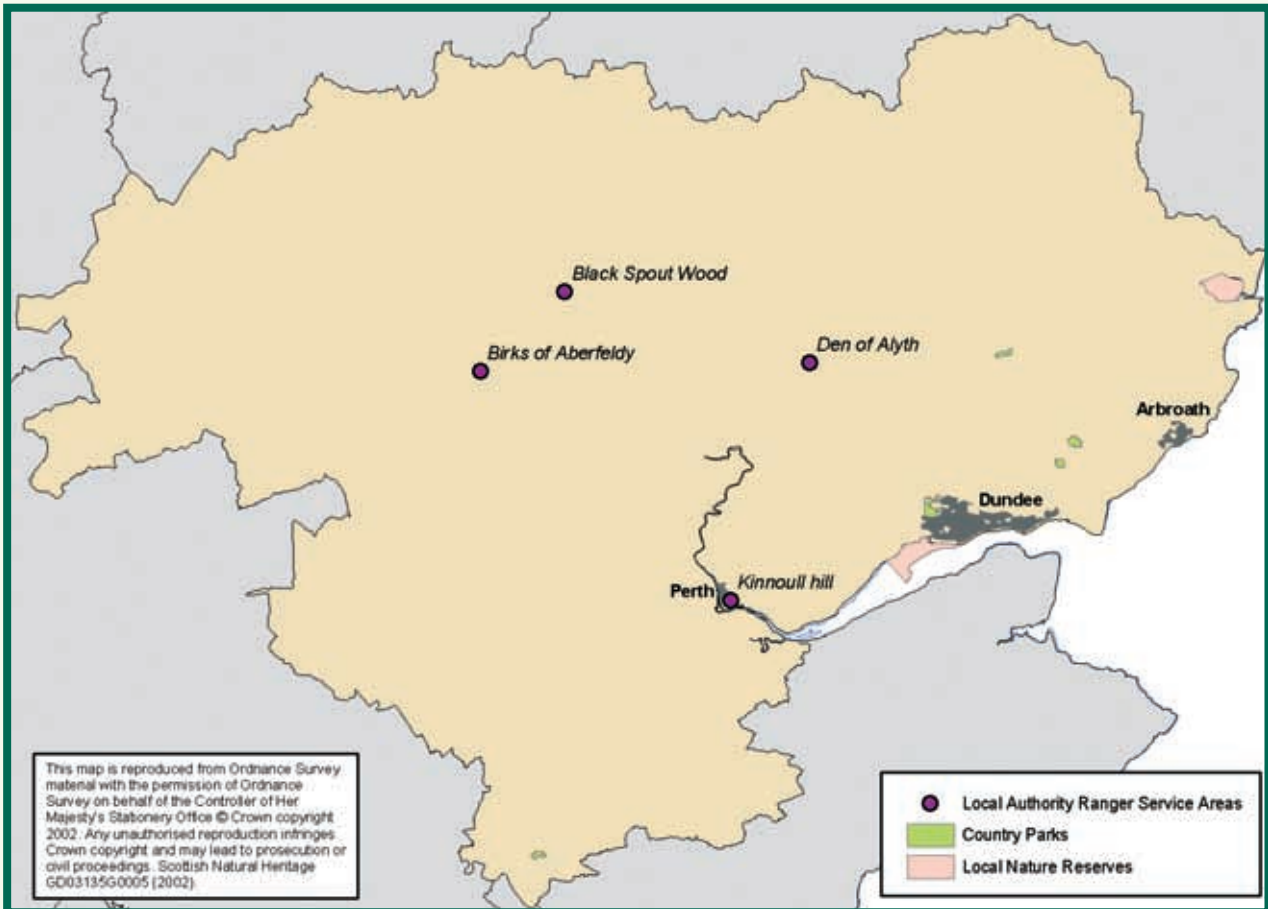 Black Spout Wood
Birks of Aberfeldy
Den of Alyth
Arbroath
Dundee
Kinnoull hill
Perth
This map is reproduced from Ordnance Survey
material with the permission of Ordnance
Survey on behalf of the Controller of Her
Majesty's Stationery Office © Crown copyright
2002. Any unauthorised reproduction infringes
Crown copyright and may lead to prosecution or
civil proceedings. Scottish Natural Heritage
GD03135G0005 (2002).
Local Authority Ranger Service Areas
Country Parks
Local Nature Reserves